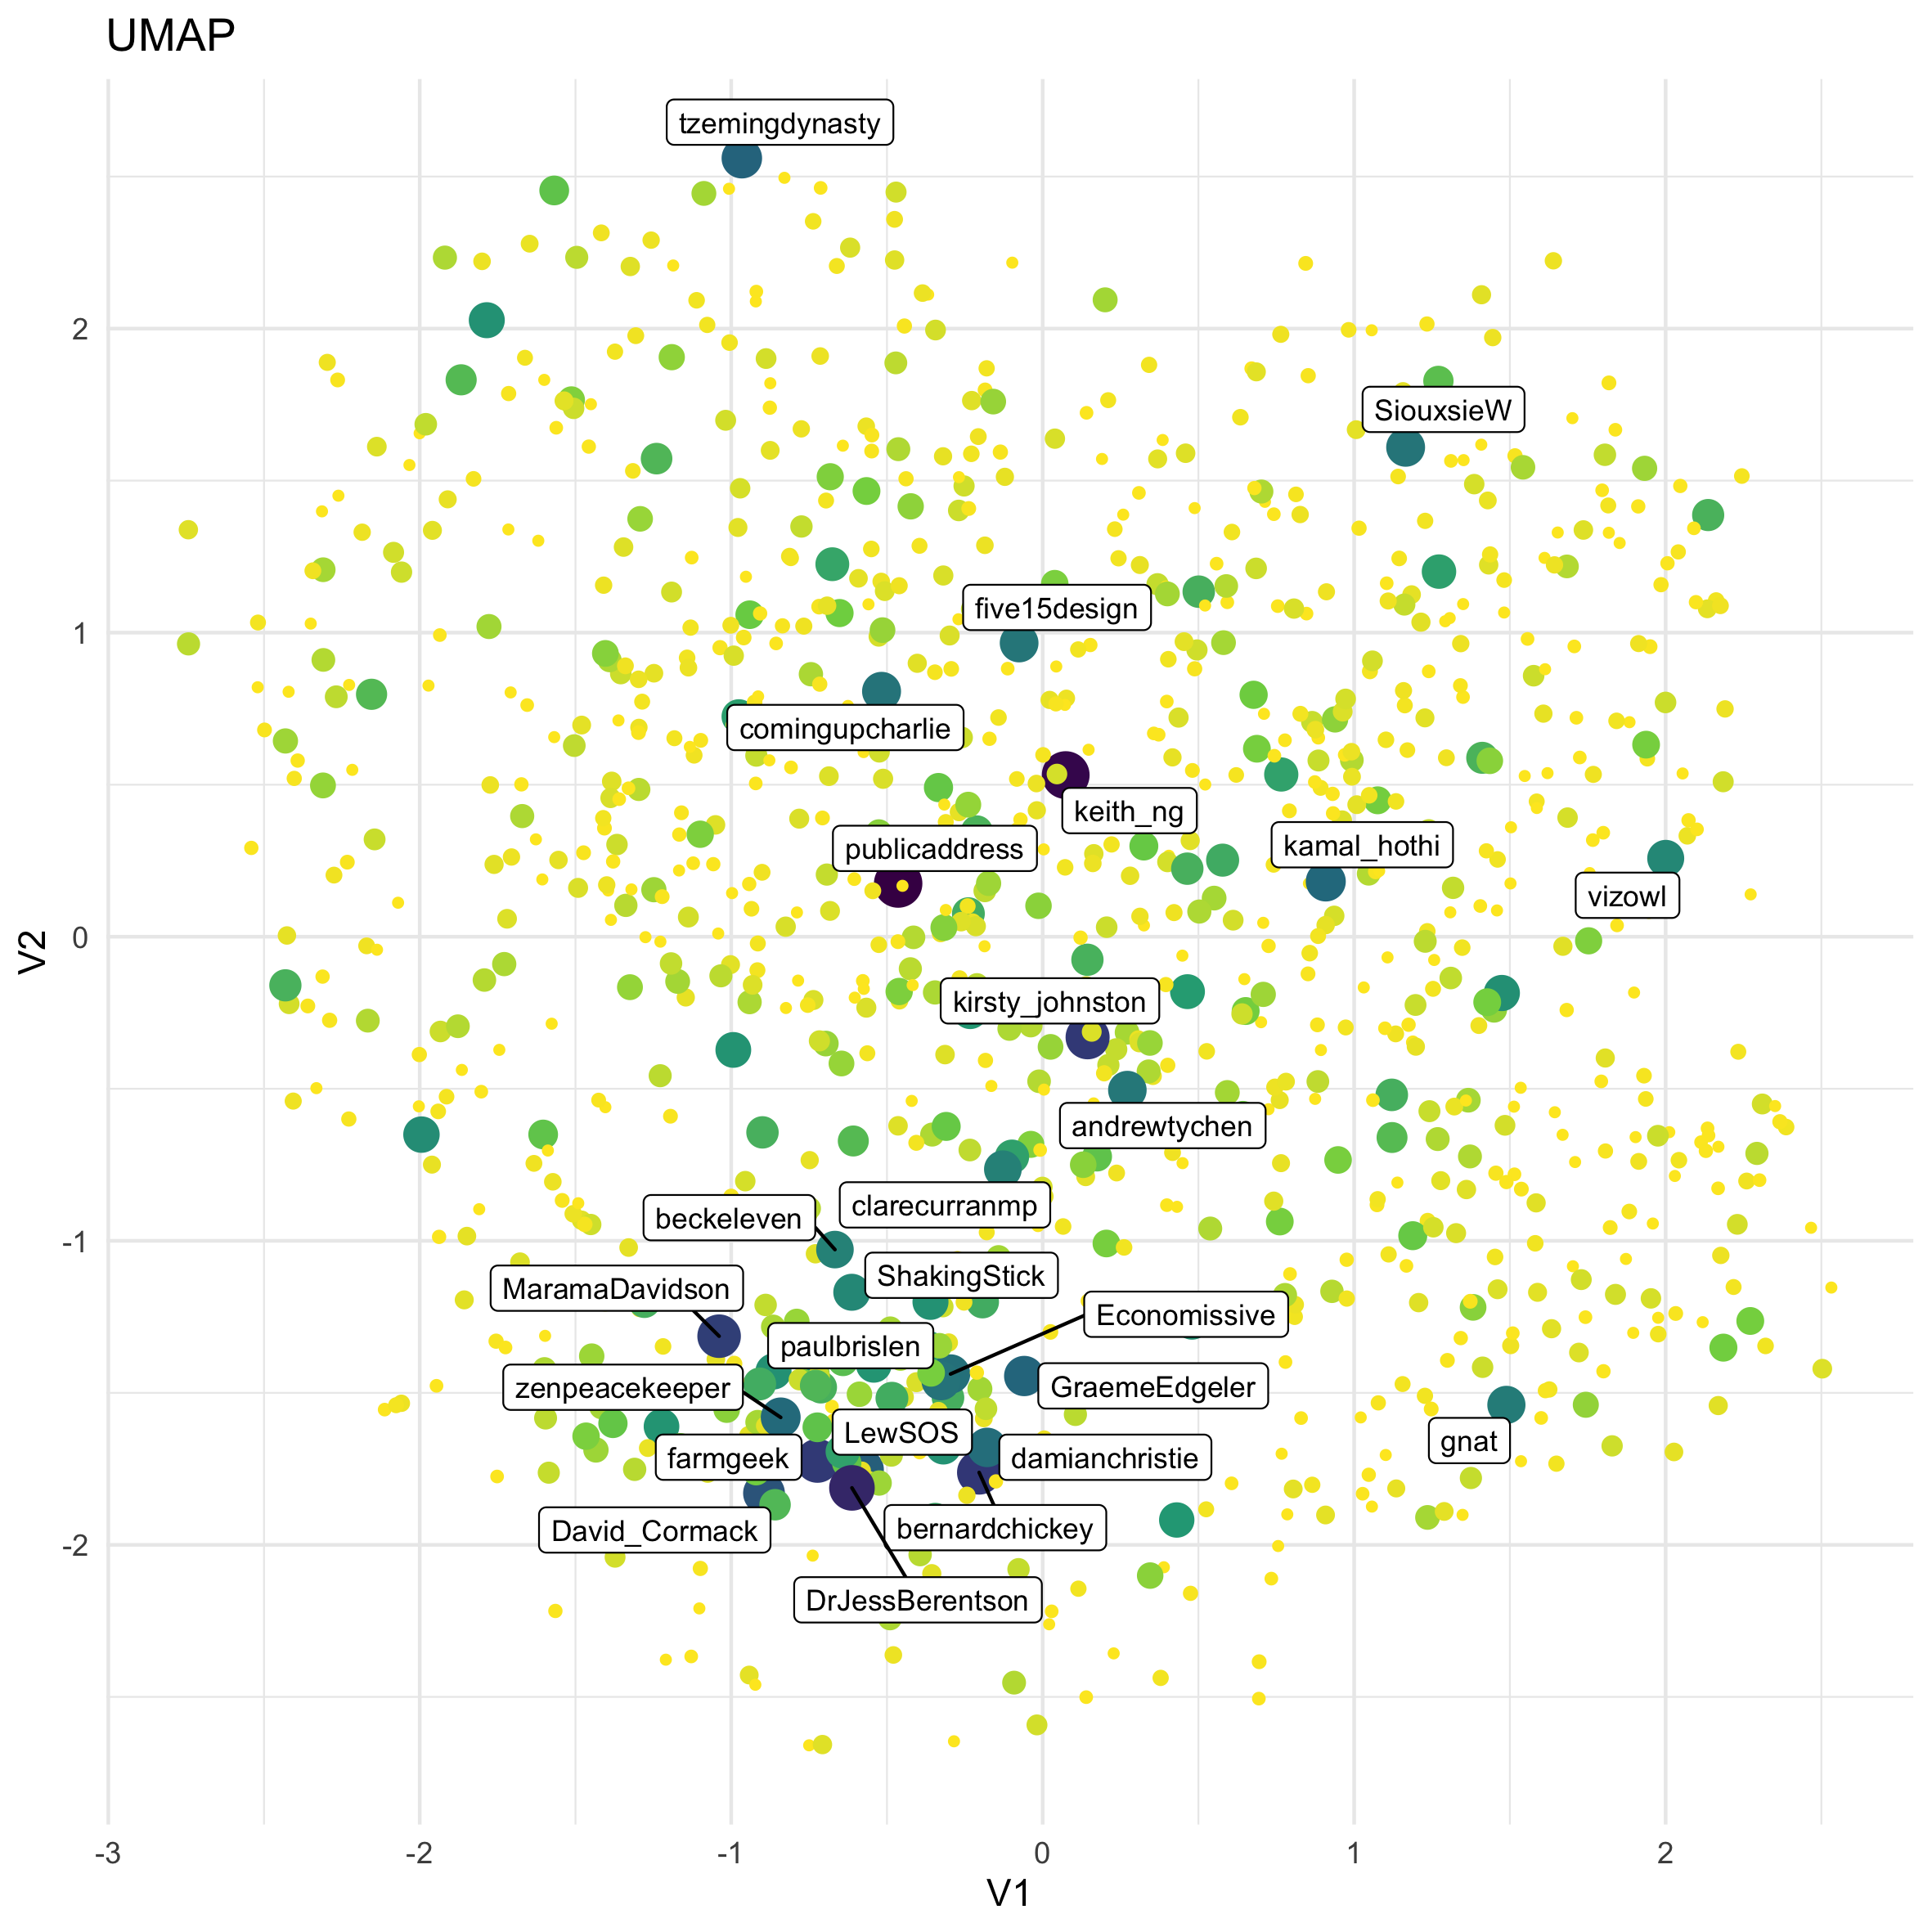 UMAP
tzemingdynasty
SiouxsieW
five15design
comingupcharlie
keith_ng
publicaddress
kamal_hothi
vizowl
kirsty_johnston
andrewtychen
clarecurranmp
beckeleven
ShakingStick
MaramaDavidson
Economissive
paulbrislen
zenpeacekeeper
GraemeEdgeler
LewSOS
gnat
farmgeek
damianchristie
David_Cormack
bernardchickey
DrJessBerentson
2
1
0
-1
-2
V2
-3 -2 -1 0 1 2
V1